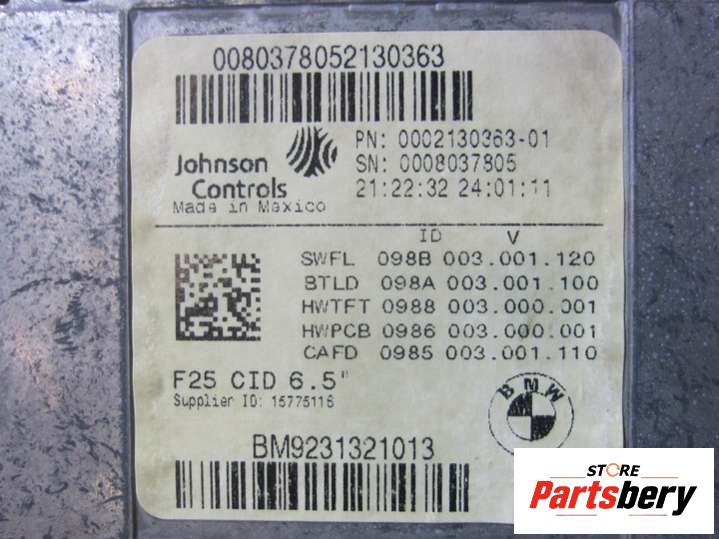 0080378052130363
Johnson Controls
Made in Mexico
PN: 0002130363-01
SN: 0008037805
21:22:32 24:01:11
ID V
SWFL 098B 003.001.120
BTLD 098A 003.001.100
HWTFT 0988 003.000.001
HWPCB 0986 003.000.001
CAFD 0985 003.001.110
F25 CID 6.5"
Supplier ID: 15775116
BMW
BM9231321013
STORE
Partsbery